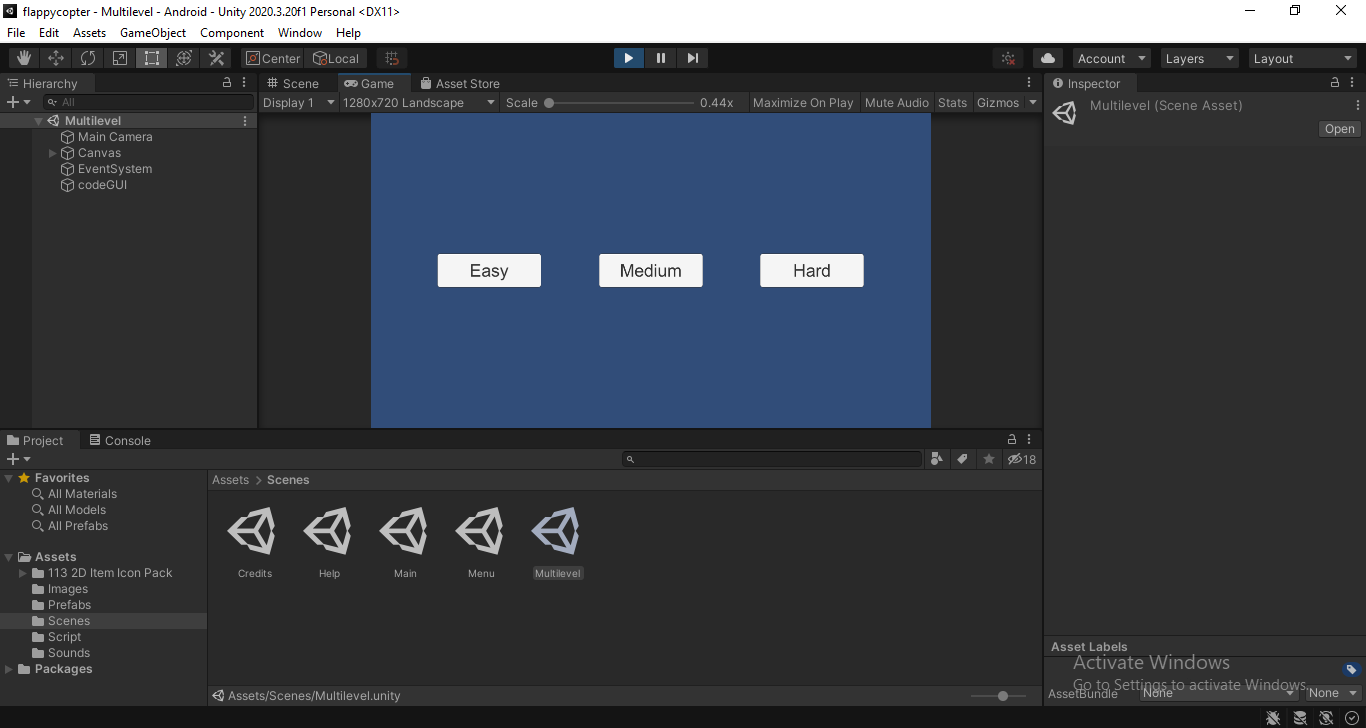 flappycopter - Multilevel - Android - Unity 2020.3.20f1 Personal <DX11>
File Edit Assets GameObject Component Window Help
Center Local Account Layers Layout
Hierarchy
All
Multilevel
Main Camera
Canvas
EventSystem
codeGUI
Scene Game Asset Store
Display 1 1280x720 Landscape Scale 0.44x Maximize On Play Mute Audio Stats Gizmos
Easy Medium Hard
Inspector
Multilevel (Scene Asset)
Open
Project Console
18
Favorites
All Materials
All Models
All Prefabs
Assets
113 2D Item Icon Pack
Images
Prefabs
Scenes
Script
Sounds
Packages
Assets > Scenes
Credits Help Main Menu Multilevel
Assets/Scenes/Multilevel.unity
Asset Labels
Activate Windows
Go to Settings to activate Windows.
AssetBundle None None